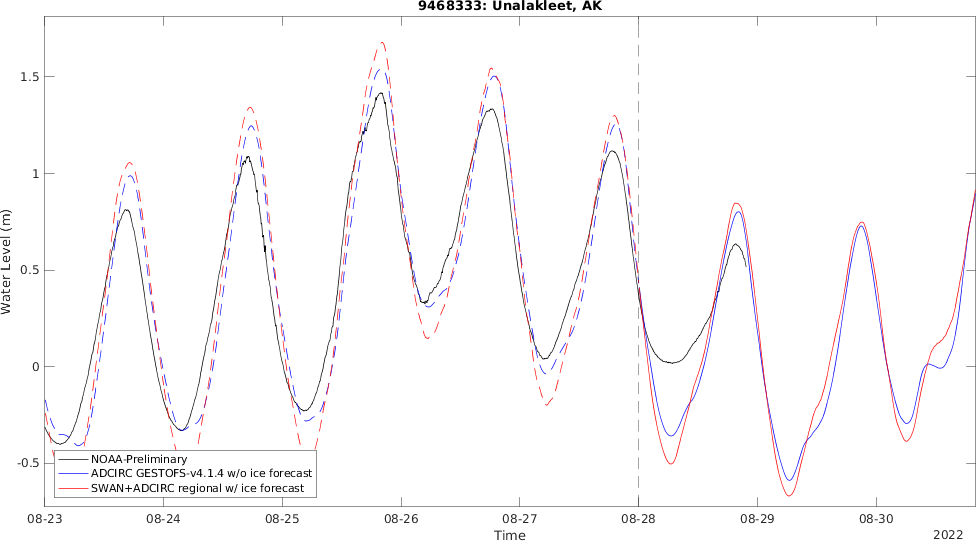 9468333: Unalakleet, AK
Water Level (m)
1.5
1
0.5
0
-0.5
NOAA-Preliminary
ADCIRC GESTOFS-v4.1.4 w/o ice forecast
SWAN+ADCIRC regional w/ ice forecast
08-23 08-24 08-25 08-26 08-27 08-28 08-29 08-30
Time
2022